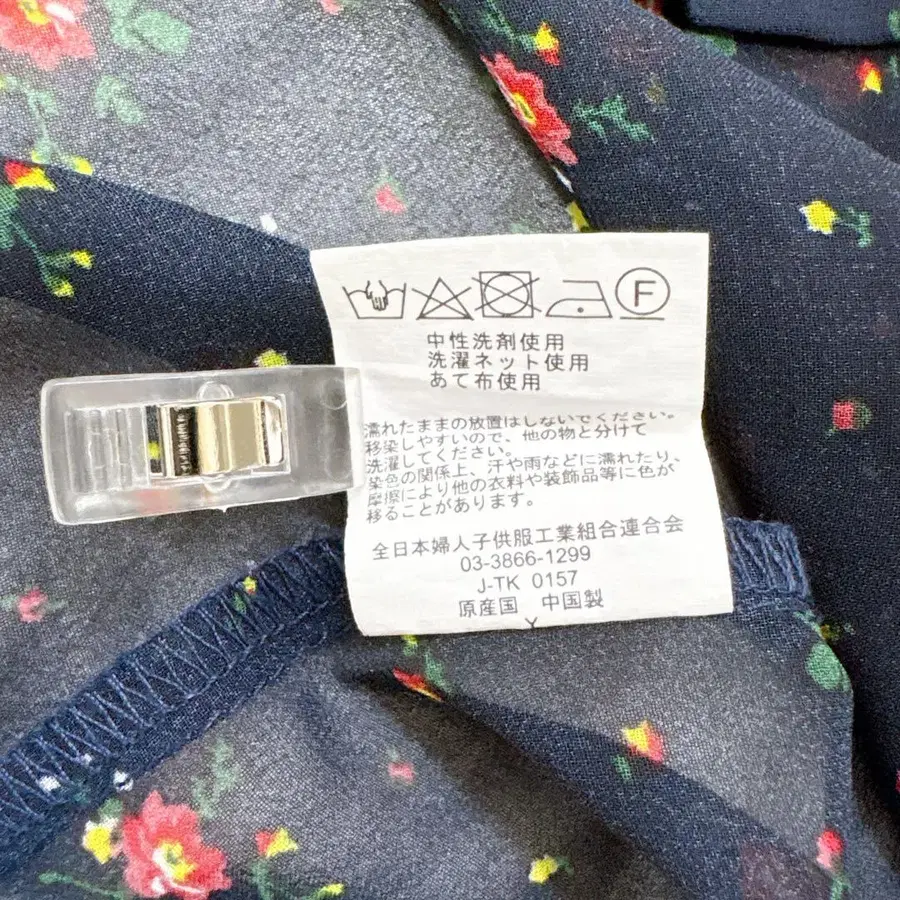 F
中性洗剤使用
洗濯ネット使用
あて布使用
濡れたままの放置はしないでください。
移染しやすいので、他の物と分けて
洗濯してください。
染色の関係上、汗や雨などに濡れたり、
摩擦により他の衣料や装飾品等に色が
移ることがあります。
全日本婦人子供服工業組合連合会
03-3866-1299
J-TK 0157
原産国 中国製